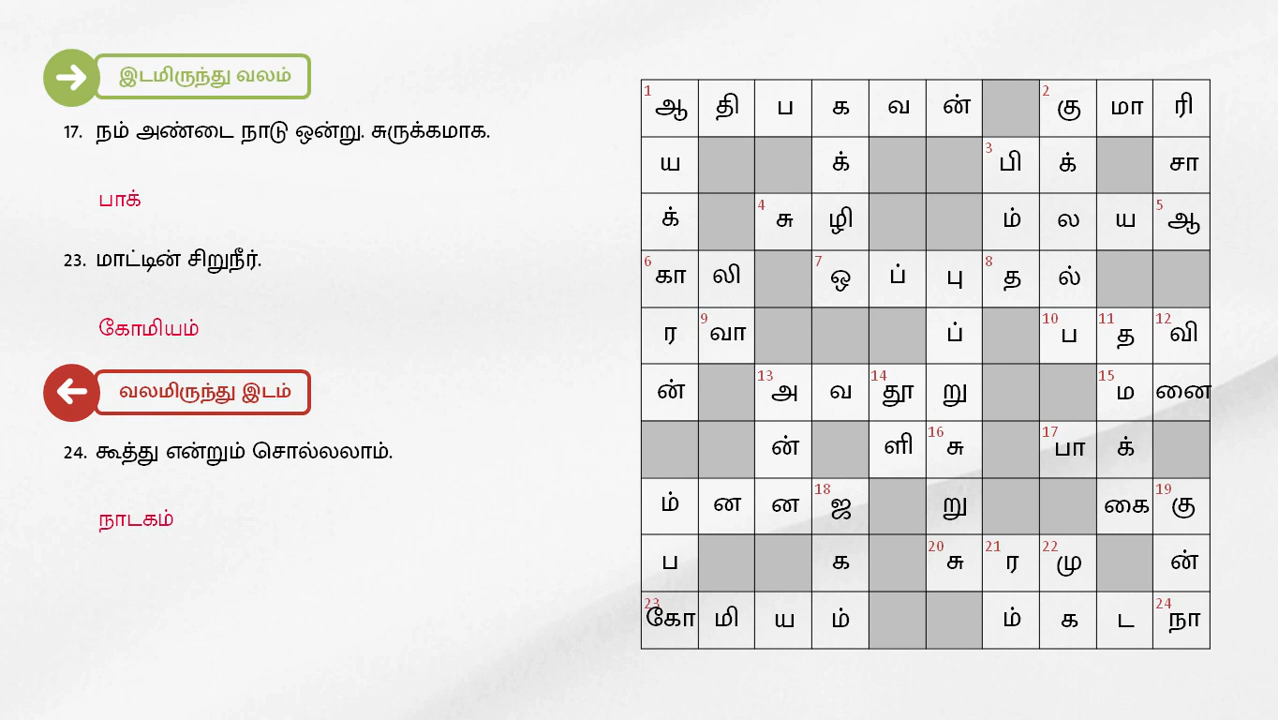 இடமிருந்து வலம்
17. நம் அண்டை நாடு ஒன்று. சுருக்கமாக.
பாக்
23. மாட்டின் சிறுநீர்.
கோமியம்
வலமிருந்து இடம்
24. கூத்து என்றும் சொல்லலாம்.
நாடகம்
1 ஆ தி ப க வ ன் 2 கு மா ரி
ய க் 3 பி க் சா
க் 4 சு ழி ம் ல ய 5 ஆ
6 கா லி 7 ஒ ப் பு 8 த ல்
ர 9 வா ப் 10 ப 11 த 12 வி
ன் 13 அ வ 14 தூ று 15 ம னை
ன் ளி 16 சு 17 பா க்
ம் ன ன 18 ஜ று கை 19 கு
ப க 20 சு 21 ர 22 மு ன்
23 கோ மி ய ம் ம் க ட 24 நா